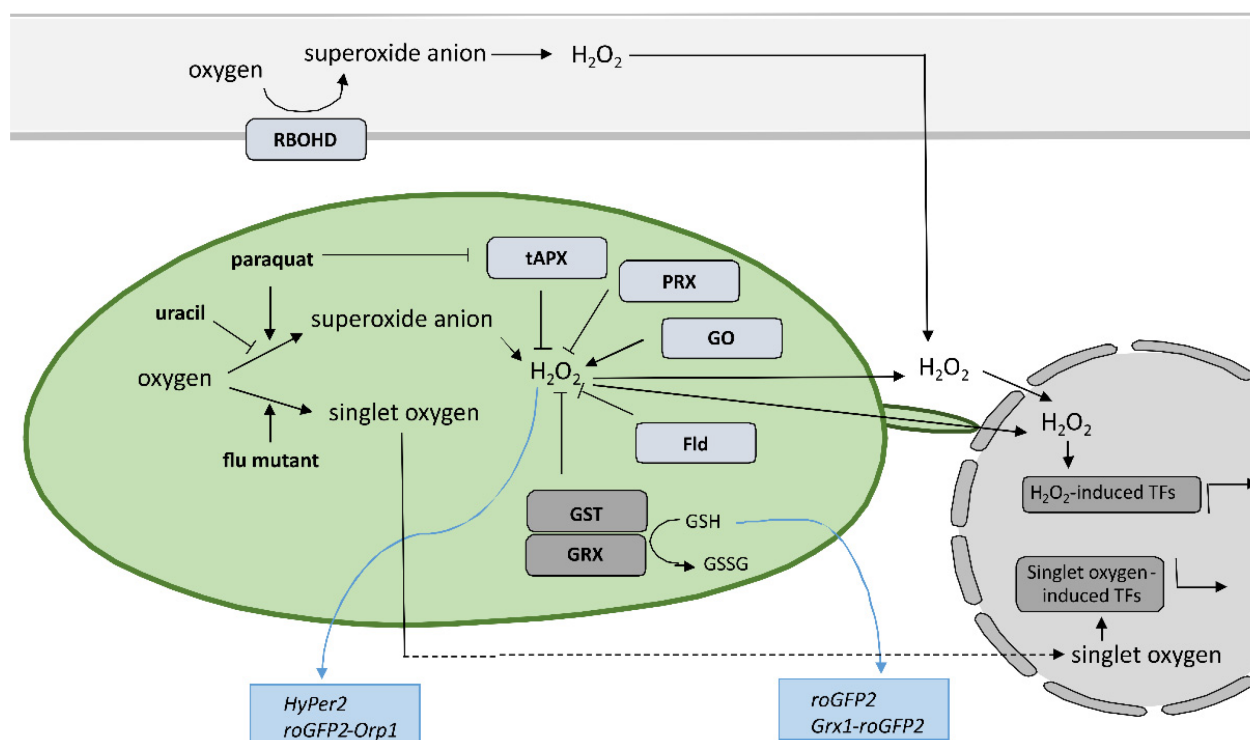 superoxide anion
H₂O₂
oxygen
RBOHD
paraquat
tAPX
PRX
uracil
superoxide anion
GO
oxygen
H₂O₂
H₂O₂
singlet oxygen
H₂O₂
flu mutant
Fld
H₂O₂-induced TFs
GST
GSH
GRX
GSSG
Singlet oxygen-
induced TFs
singlet oxygen
HyPer2
roGFP2-Orp1
roGFP2
Grx1-roGFP2